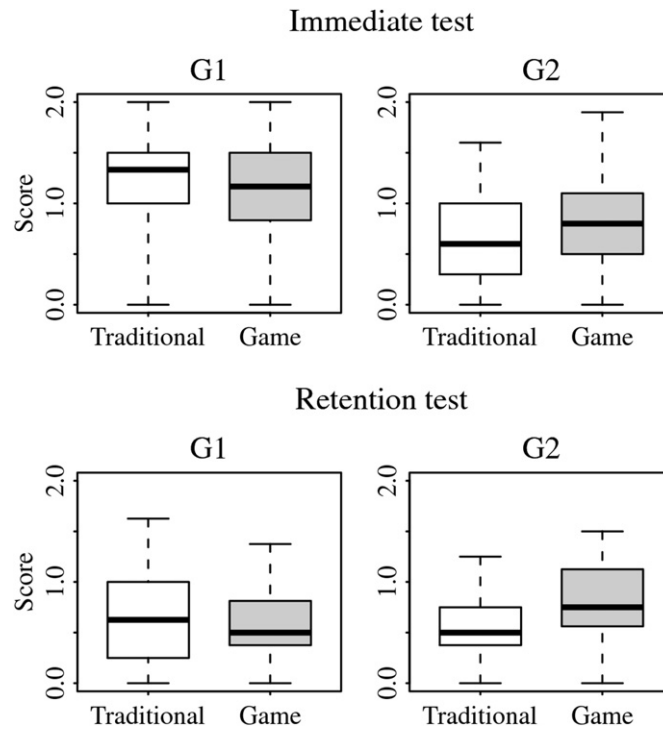 Immediate test
G1
G2
Score
0.0
1.0
2.0
0.0
1.0
2.0
Traditional
Game
Traditional
Game
Retention test
G1
G2
Score
0.0
1.0
2.0
0.0
1.0
2.0
Traditional
Game
Traditional
Game